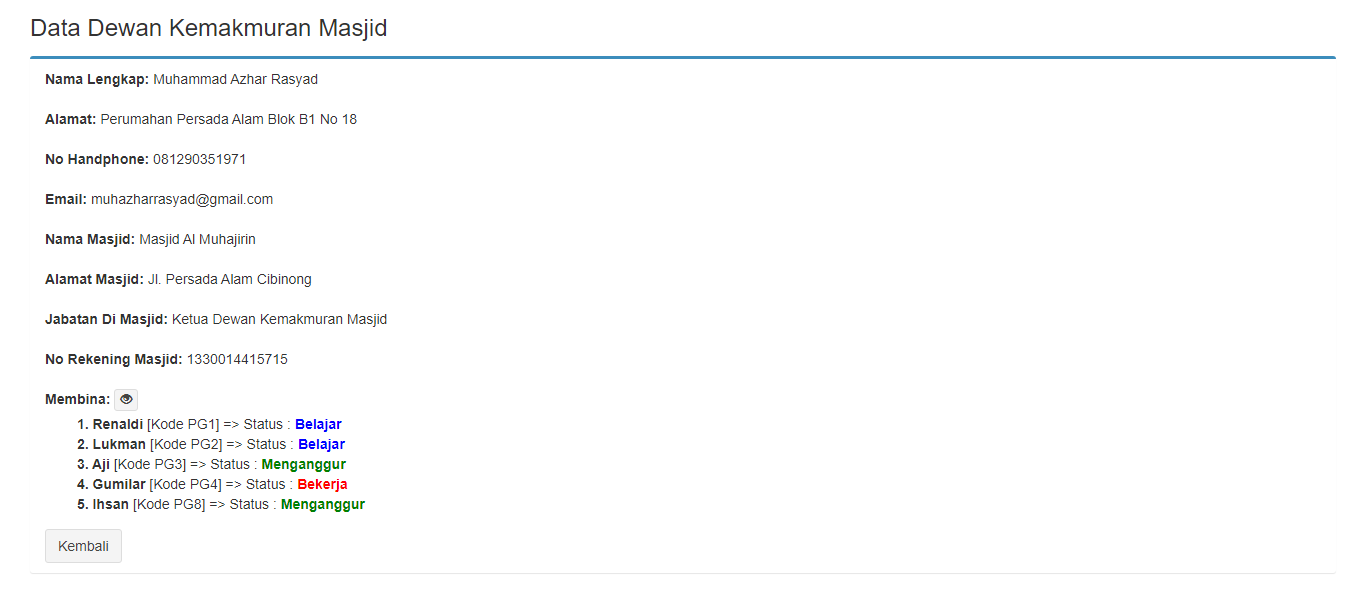 Data Dewan Kemakmuran Masjid
Nama Lengkap: Muhammad Azhar Rasyad
Alamat: Perumahan Persada Alam Blok B1 No 18
No Handphone: 081290351971
Email: muhazharrasyad@gmail.com
Nama Masjid: Masjid Al Muhajirin
Alamat Masjid: Jl. Persada Alam Cibinong
Jabatan Di Masjid: Ketua Dewan Kemakmuran Masjid
No Rekening Masjid: 1330014415715
Membina:
1. Renaldi [Kode PG1] => Status : Belajar
2. Lukman [Kode PG2] => Status : Belajar
3. Aji [Kode PG3] => Status : Menganggur
4. Gumilar [Kode PG4] => Status : Bekerja
5. Ihsan [Kode PG8] => Status : Menganggur
Kembali